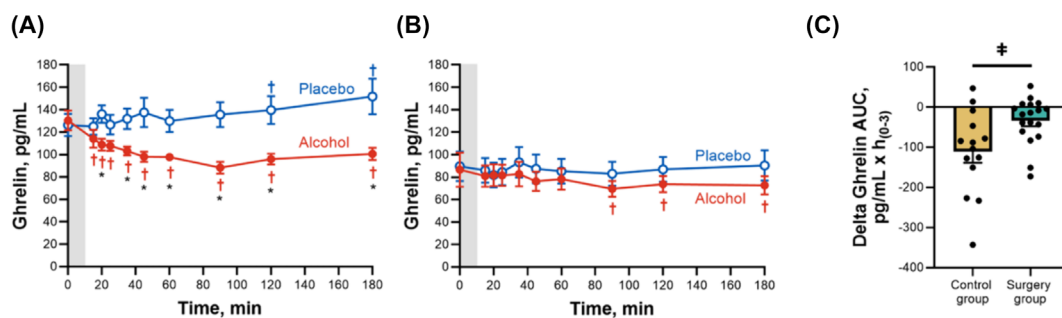 (A)
Ghrelin, pg/mL
180
160
140
120
100
80
60
40
20
0
Placebo
Alcohol
†
†
† † † † † † † † †
* * * * * * *
0 20 40 60 80 100 120 140 160 180
Time, min
(B)
Ghrelin, pg/mL
180
160
140
120
100
80
60
40
20
0
Placebo
Alcohol
† † †
0 20 40 60 80 100 120 140 160 180
Time, min
(C)
Delta Ghrelin AUC,
pg/mL x h(0-3)
ǂ
100
0
-100
-200
-300
-400
Control
group
Surgery
group